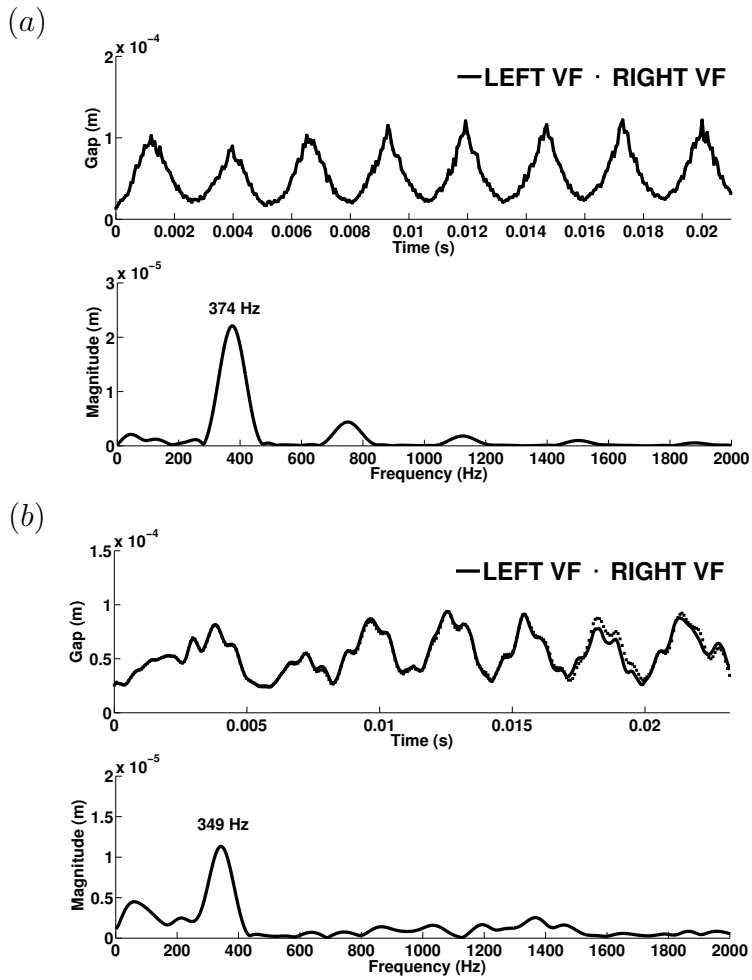 (a)
x 10⁻⁴
2
1
0
Gap (m)
LEFT VF · RIGHT VF
0 0.002 0.004 0.006 0.008 0.01 0.012 0.014 0.016 0.018 0.02
Time (s)
x 10⁻⁵
3
2
1
0
Magnitude (m)
374 Hz
0 200 400 600 800 1000 1200 1400 1600 1800 2000
Frequency (Hz)
(b)
x 10⁻⁴
1.5
1
0.5
0
Gap (m)
LEFT VF · RIGHT VF
0 0.005 0.01 0.015 0.02
Time (s)
x 10⁻⁵
2
1.5
1
0.5
0
Magnitude (m)
349 Hz
0 200 400 600 800 1000 1200 1400 1600 1800 2000
Frequency (Hz)